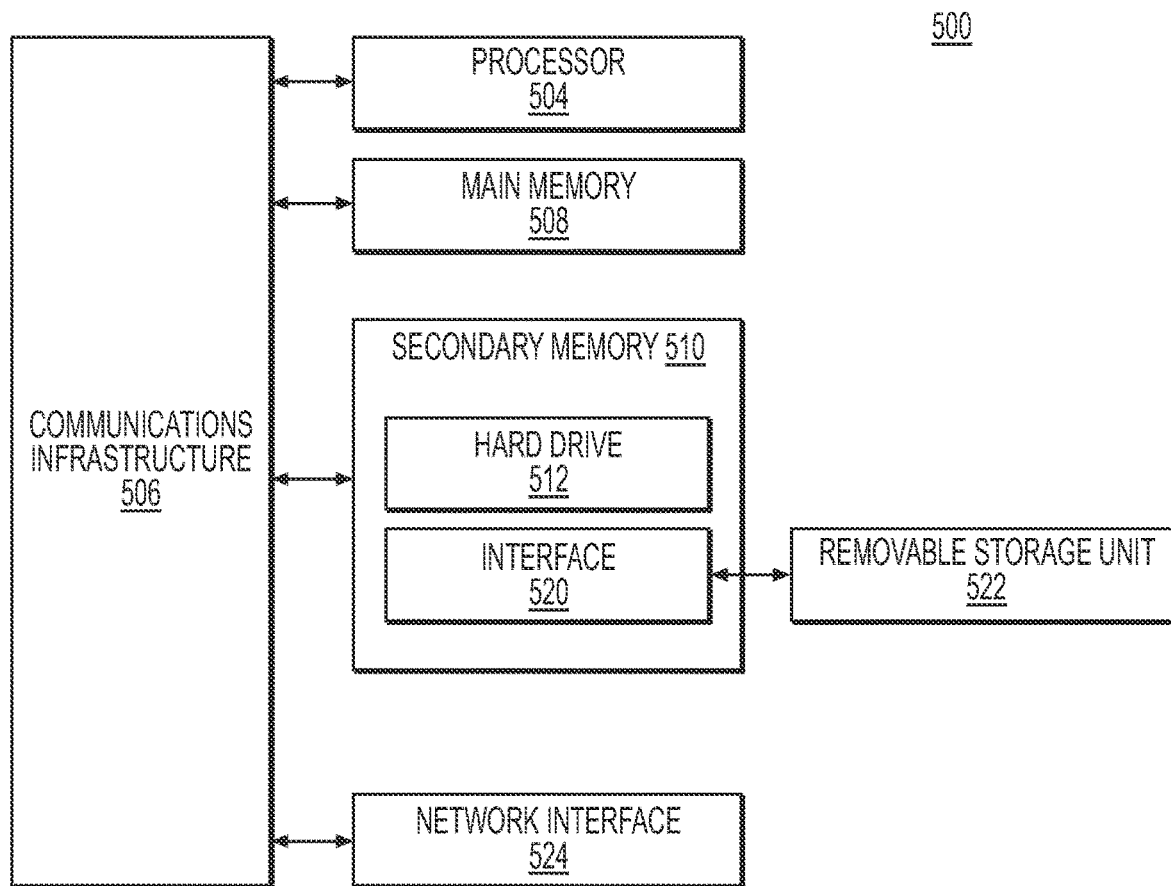 500
PROCESSOR
504
MAIN MEMORY
508
SECONDARY MEMORY 510
COMMUNICATIONS
INFRASTRUCTURE
506
HARD DRIVE
512
INTERFACE
520
REMOVABLE STORAGE UNIT
522
NETWORK INTERFACE
524